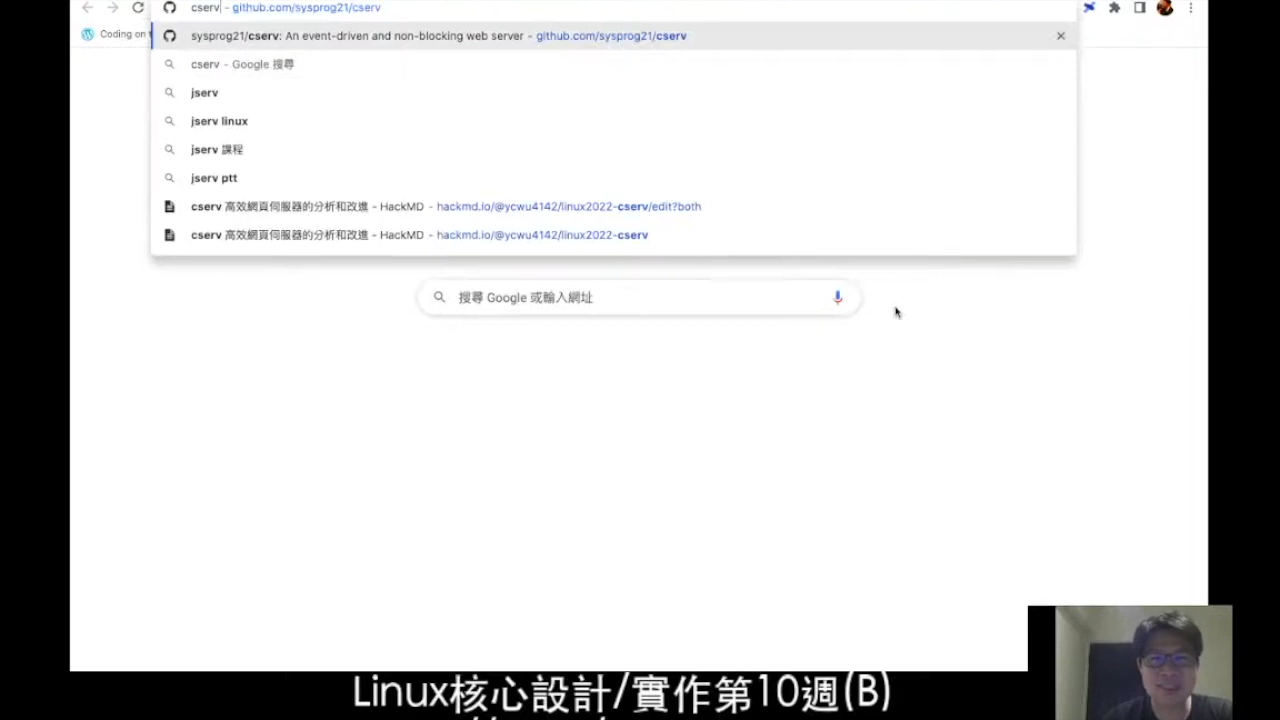 cserv - github.com/sysprog21/cserv
Coding on t
sysprog21/cserv: An event-driven and non-blocking web server - github.com/sysprog21/cserv
cserv - Google 搜尋
jserv
jserv linux
jserv 課程
jserv ptt
cserv 高效網頁伺服器的分析和改進 - HackMD - hackmd.io/@ycwu4142/linux2022-cserv/edit?both
cserv 高效網頁伺服器的分析和改進 - HackMD - hackmd.io/@ycwu4142/linux2022-cserv
搜尋 Google 或輸入網址
Linux核心設計/實作第10週(B)